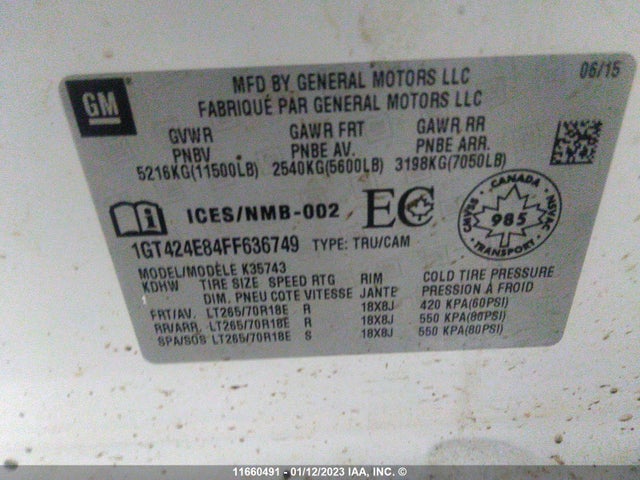 GM
MFD BY GENERAL MOTORS LLC 06/15
FABRIQUÉ PAR GENERAL MOTORS LLC
GVWR GAWR FRT GAWR RR
PNBV PNBE AV. PNBE ARR.
5216KG(11500LB) 2540KG(5600LB) 3198KG(7050LB)
ICES/NMB-002 EC
CANADA
985
TRANSPORT
1GT424E84FF636749 TYPE: TRU/CAM
MODEL/MODÈLE K35743
KDHW TIRE SIZE SPEED RTG RIM COLD TIRE PRESSURE
DIM. PNEU COTE VITESSE JANTE PRESSION À FROID
FRT/AV. LT265/70R18E R 18X8J 420 KPA(60PSI)
RR/ARR. LT265/70R18E R 18X8J 550 KPA(80PSI)
SPA/SOS LT265/70R18E S 18X8J 550 KPA(80PSI)
11660491 - 01/12/2023 IAA, INC. ©